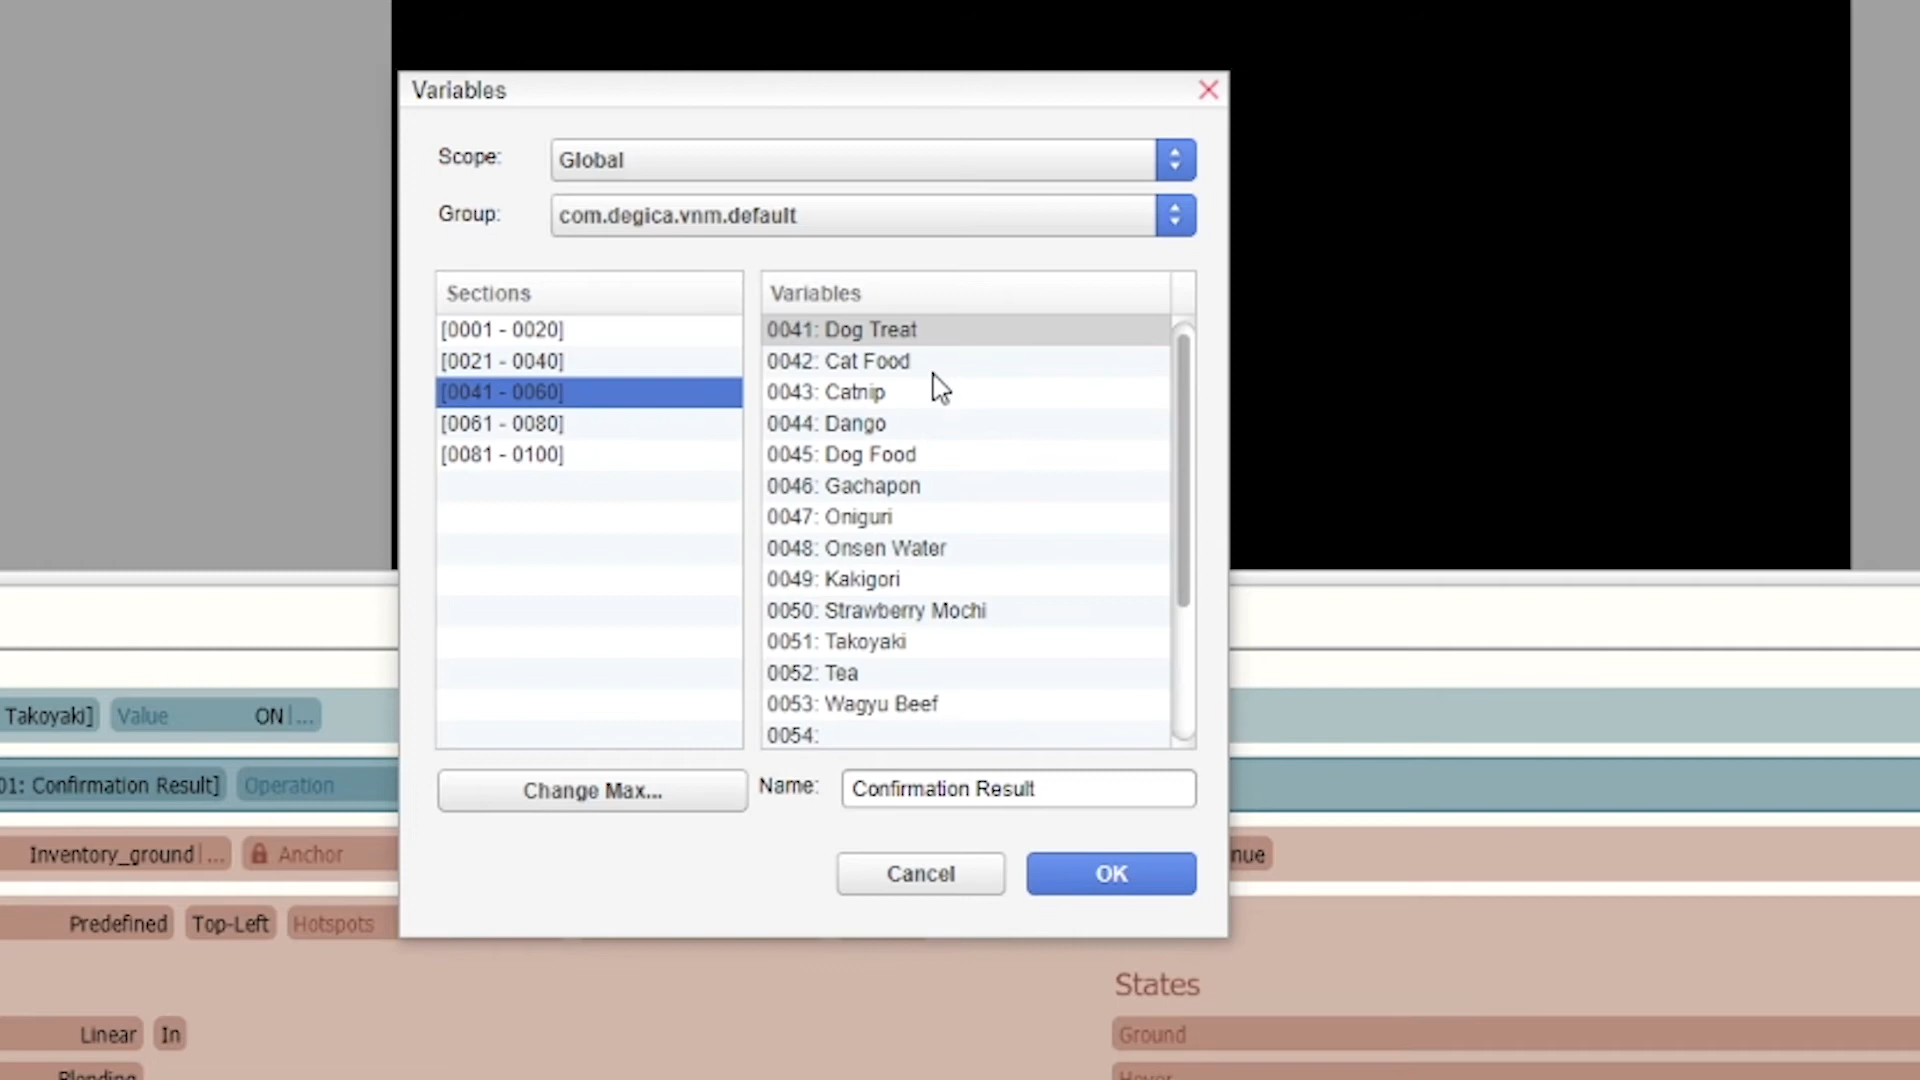 Variables
Scope:
Global
Group:
com.degica.vnm.default
Sections
Variables
[0001 - 0020]
[0021 - 0040]
[0041 - 0060]
[0061 - 0080]
[0081 - 0100]
0041: Dog Treat
0042: Cat Food
0043: Catnip
0044: Dango
0045: Dog Food
0046: Gachapon
0047: Oniguri
0048: Onsen Water
0049: Kakigori
0050: Strawberry Mochi
0051: Takoyaki
0052: Tea
0053: Wagyu Beef
0054:
Change Max...
Name:
Confirmation Result
Cancel
OK
Takoyaki] Value ON ...
01: Confirmation Result] Operation
Inventory_ground ... Anchor nue
Predefined Top-Left Hotspots
States
Linear In
Ground
Blending
Hover